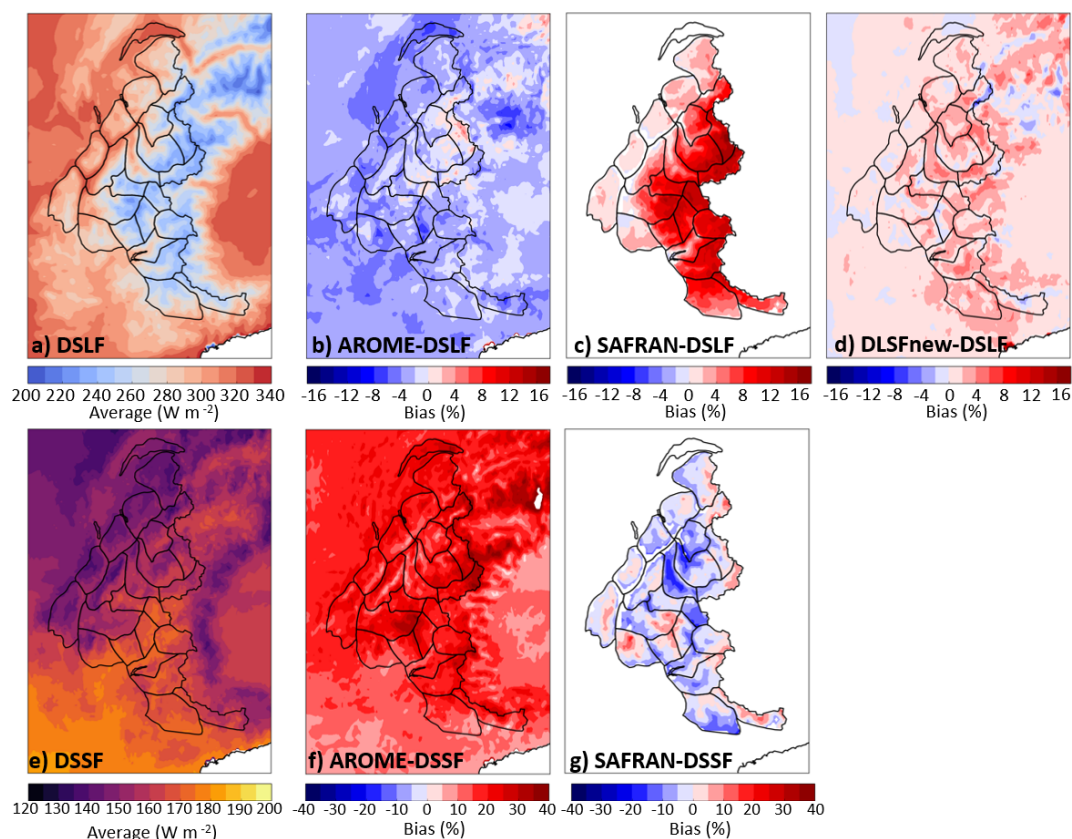 a) DSLF
b) AROME-DSLF
c) SAFRAN-DSLF
d) DLSFnew-DSLF
200 220 240 260 280 300 320 340
Average (W m-2)
-16 -12 -8 -4 0 4 8 12 16
Bias (%)
-16 -12 -8 -4 0 4 8 12 16
Bias (%)
-16 -12 -8 -4 0 4 8 12 16
Bias (%)
e) DSSF
f) AROME-DSSF
g) SAFRAN-DSSF
120 130 140 150 160 170 180 190 200
Average (W m-2)
-40 -30 -20 -10 0 10 20 30 40
Bias (%)
-40 -30 -20 -10 0 10 20 30 40
Bias (%)